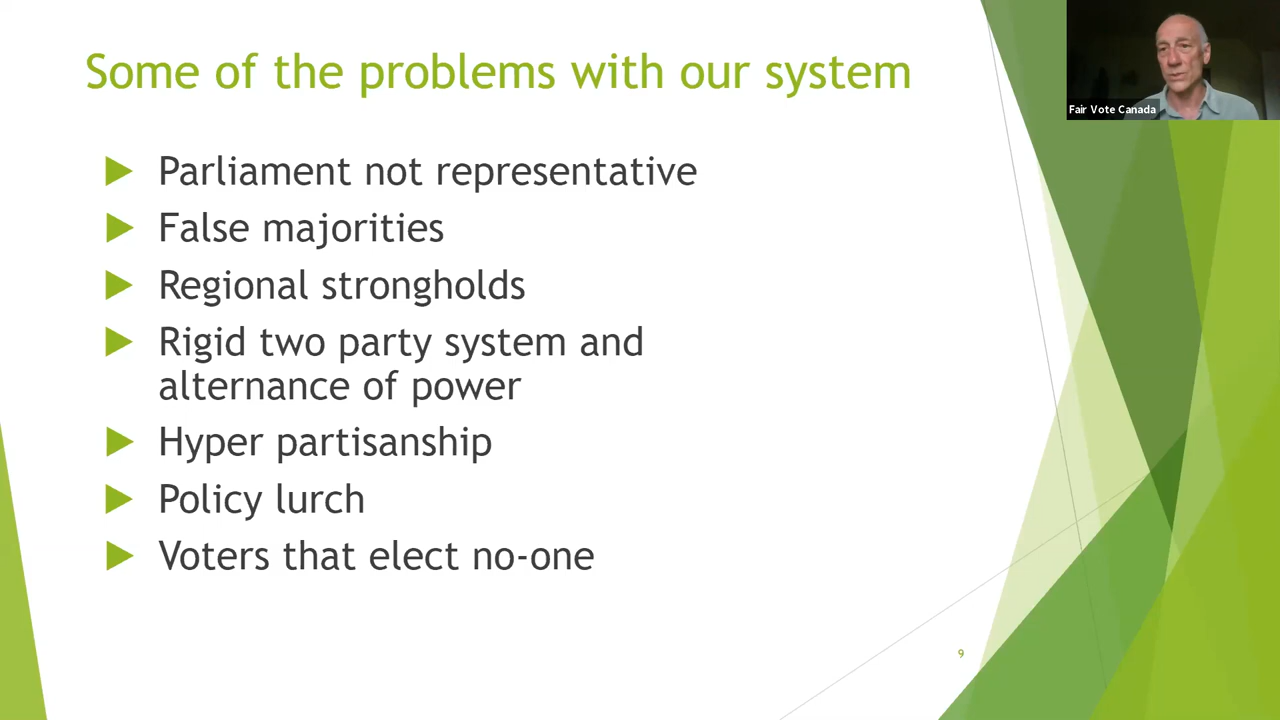 Some of the problems with our system
Fair Vote Canada
Parliament not representative
False majorities
Regional strongholds
Rigid two party system and
alternance of power
Hyper partisanship
Policy lurch
Voters that elect no-one
9